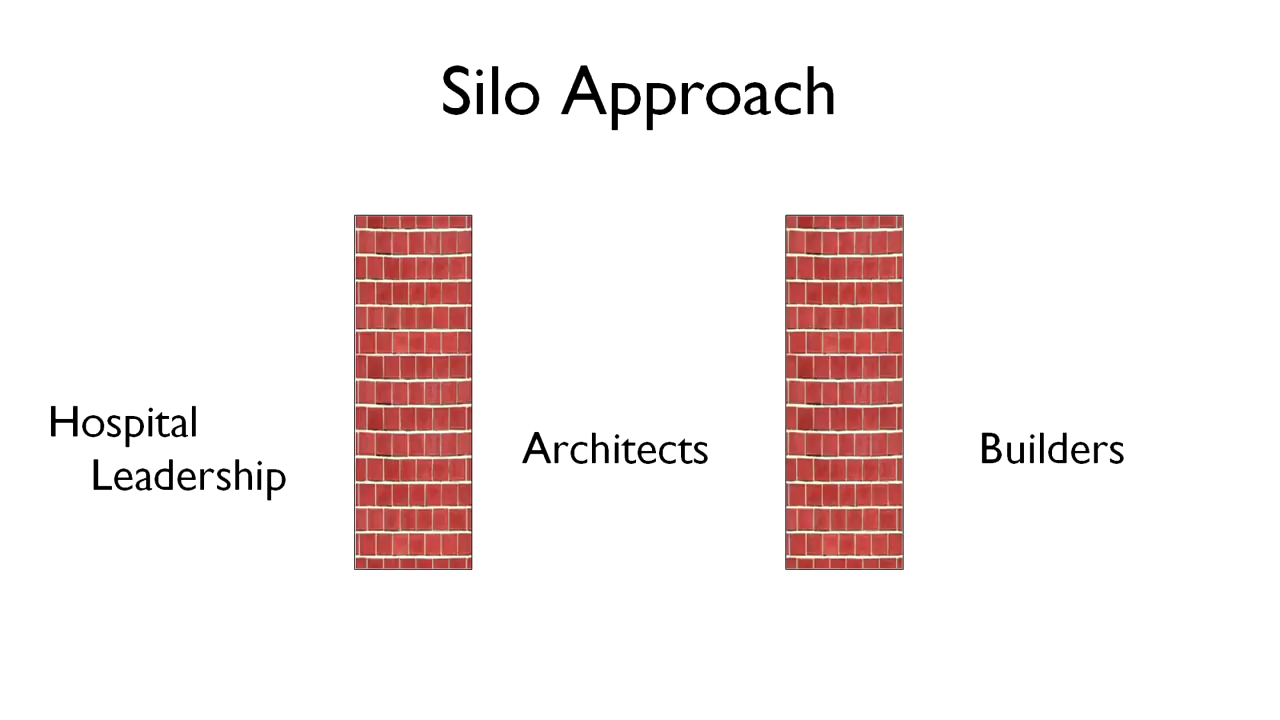 Silo Approach
Hospital
Leadership
Architects
Builders